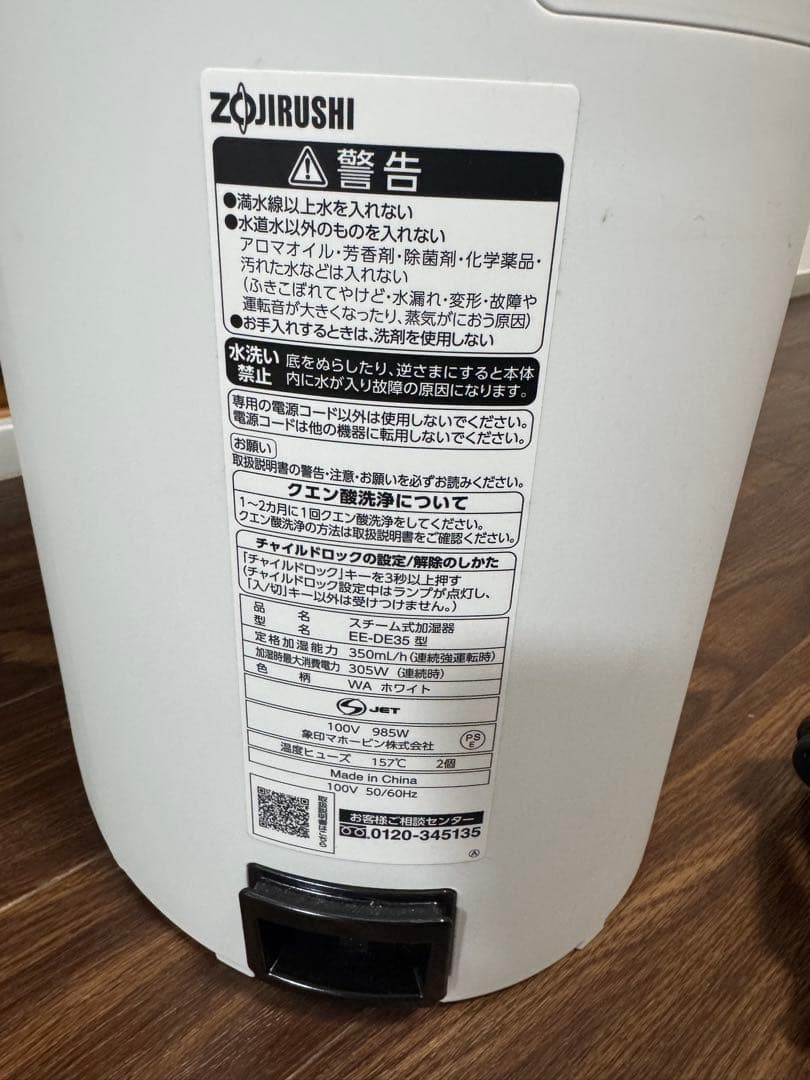 ZOJIRUSHI
警告
●満水線以上水を入れない
●水道水以外のものを入れない
アロマオイル・芳香剤・除菌剤・化学薬品・
汚れた水などは入れない
(ふきこぼれてやけど・水漏れ・変形・故障や
運転音が大きくなったり、蒸気がにおう原因)
●お手入れするときは、洗剤を使用しない
水洗い禁止
底をぬらしたり、逆さまにすると本体
内に水が入り故障の原因になります。
専用の電源コード以外は使用しないでください。
電源コードは他の機器に転用しないでください。
お願い
取扱説明書の警告・注意・お願いを必ずお読みください。
クエン酸洗浄について
1〜2カ月に1回クエン酸洗浄をしてください。
クエン酸洗浄の方法は取扱説明書をご確認ください。
チャイルドロックの設定/解除のしかた
「チャイルドロック」キーを3秒以上押す
(チャイルドロック設定中はランプが点灯し、
「入/切」キー以外は受けつけません。)
品名 スチーム式加湿器
型名 EE-DE35 型
定格加湿能力 350mL/h (連続強運転時)
加湿時最大消費電力 305W (連続時)
色柄 WA ホワイト
JET
100V 985W
象印マホービン株式会社
PS
E
温度ヒューズ 157℃ 2個
Made in China
100V 50/60Hz
取扱説明書はこちら
お客様ご相談センター
0120-345135
A